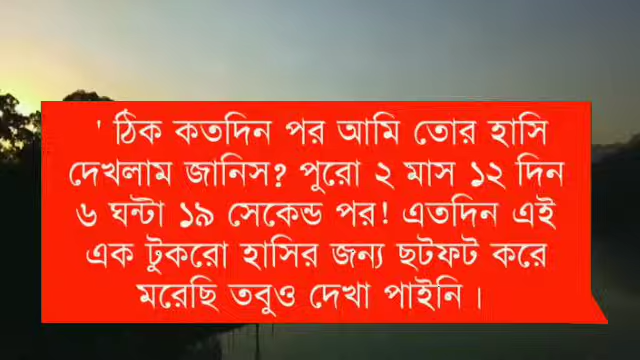 ' ঠিক কতদিন পর আমি তোর হাসি
দেখলাম জানিস? পুরো ২ মাস ১২ দিন
৬ ঘন্টা ১৯ সেকেন্ড পর! এতদিন এই
এক টুকরো হাসির জন্য ছটফট করে
মরেছি তবুও দেখা পাইনি।